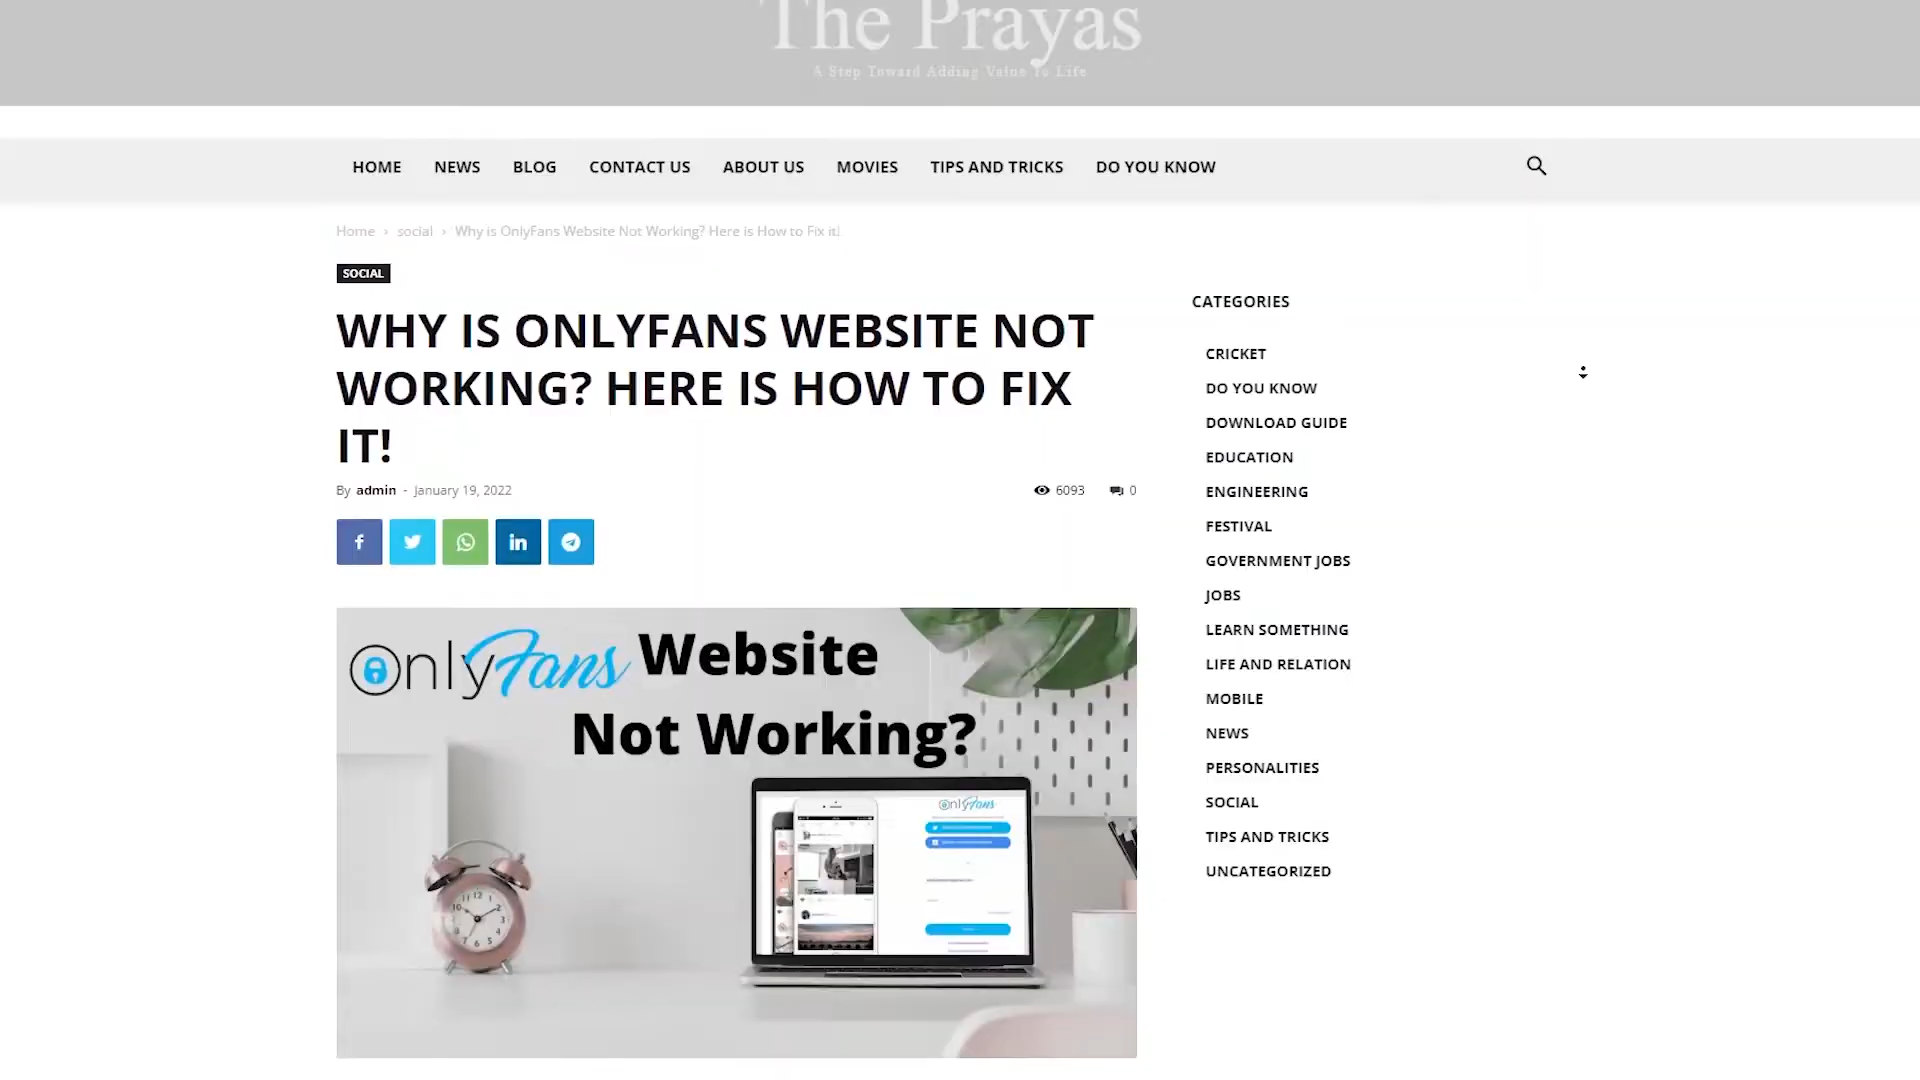 The Prayas
A Step Toward Adding Value To Life
HOME NEWS BLOG CONTACT US ABOUT US MOVIES TIPS AND TRICKS DO YOU KNOW
Home › social › Why is OnlyFans Website Not Working? Here is How to Fix it!
SOCIAL
WHY IS ONLYFANS WEBSITE NOT
WORKING? HERE IS HOW TO FIX
IT!
By admin - January 19, 2022
6093 0
OnlyFans Website
Not Working?
OnlyFans
CATEGORIES
CRICKET
DO YOU KNOW
DOWNLOAD GUIDE
EDUCATION
ENGINEERING
FESTIVAL
GOVERNMENT JOBS
JOBS
LEARN SOMETHING
LIFE AND RELATION
MOBILE
NEWS
PERSONALITIES
SOCIAL
TIPS AND TRICKS
UNCATEGORIZED